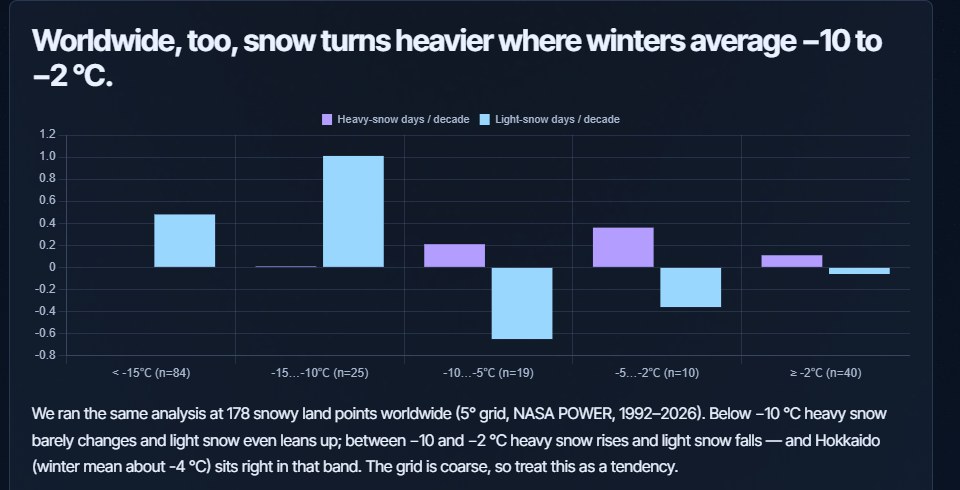 Worldwide, too, snow turns heavier where winters average −10 to
−2 °C.
Heavy-snow days / decade Light-snow days / decade
1.2
1.0
0.8
0.6
0.4
0.2
0
-0.2
-0.4
-0.6
-0.8
< -15°C (n=84) -15…-10°C (n=25) -10…-5°C (n=19) -5…-2°C (n=10) ≥ -2°C (n=40)
We ran the same analysis at 178 snowy land points worldwide (5° grid, NASA POWER, 1992–2026). Below −10 °C heavy snow
barely changes and light snow even leans up; between −10 and −2 °C heavy snow rises and light snow falls — and Hokkaido
(winter mean about -4 °C) sits right in that band. The grid is coarse, so treat this as a tendency.